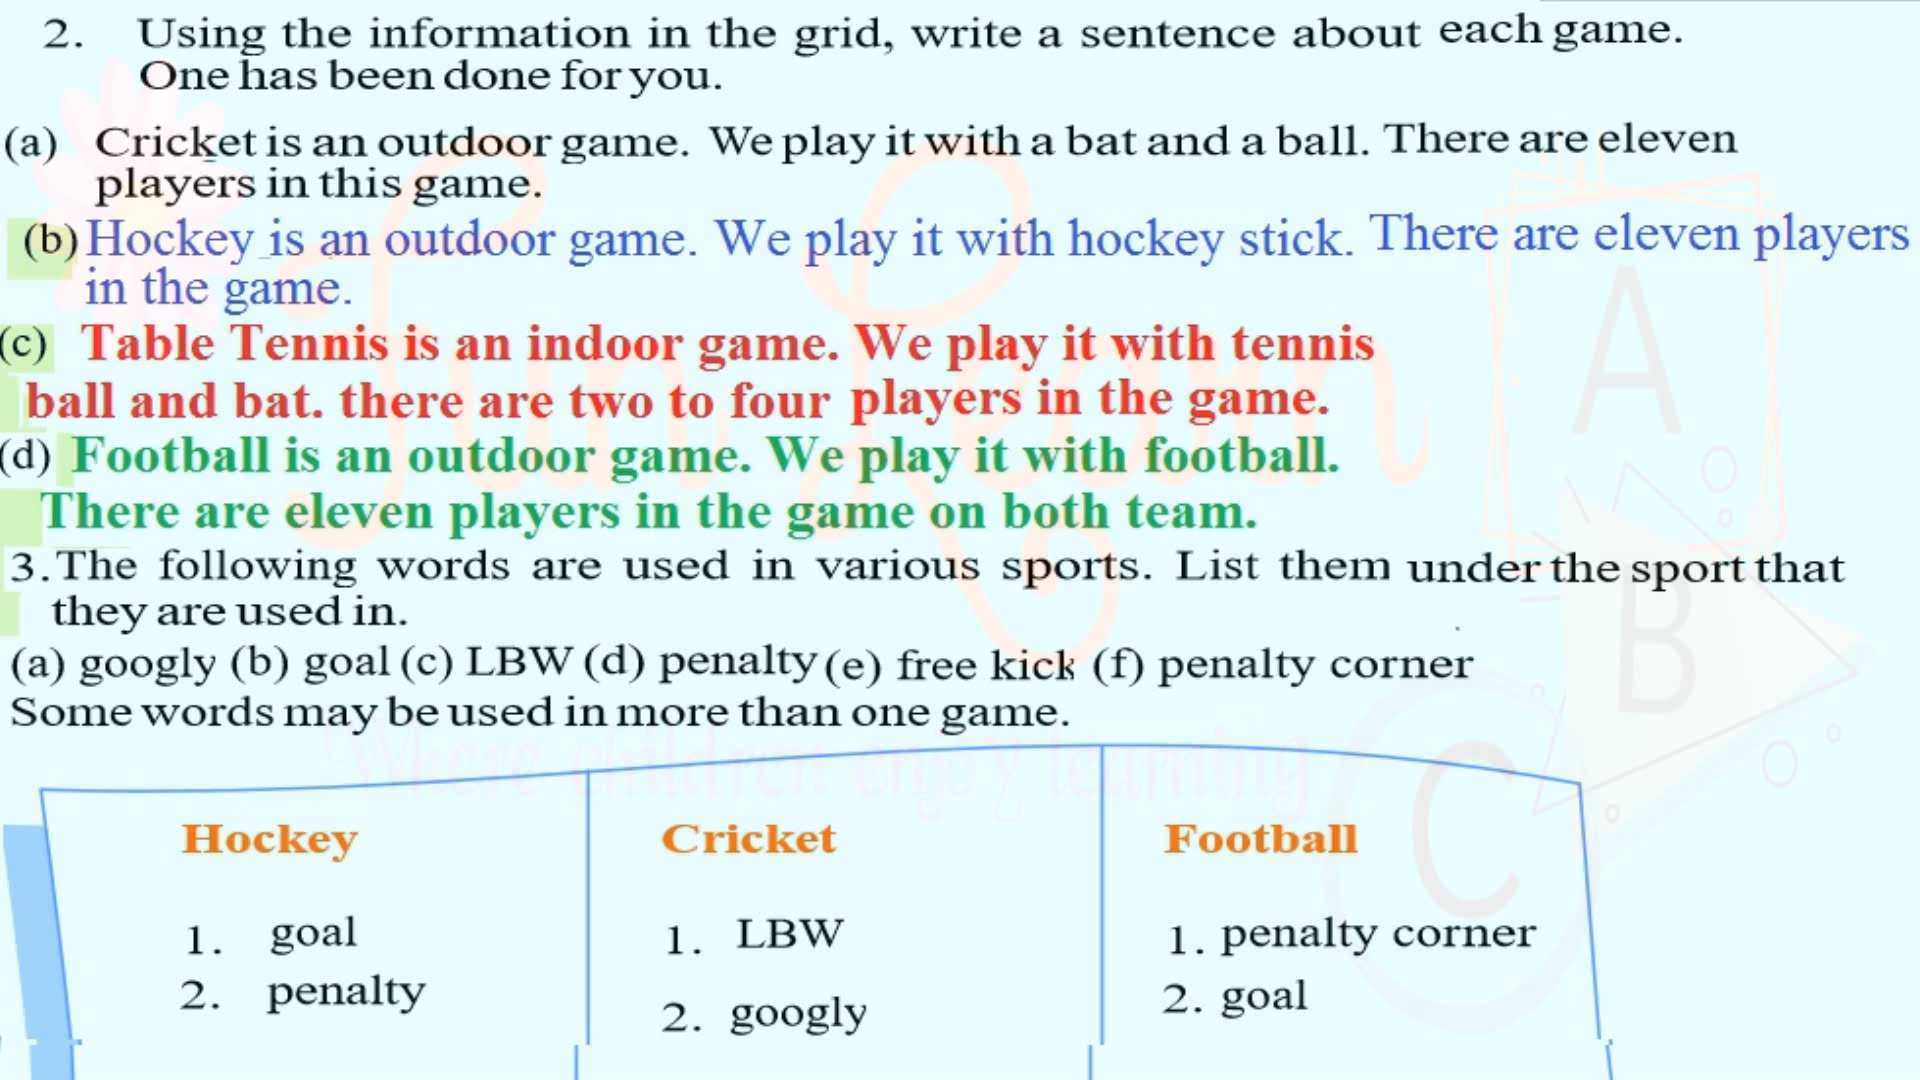 2. Using the information in the grid, write a sentence about each game.
One has been done for you.
(a) Cricket is an outdoor game. We play it with a bat and a ball. There are eleven
players in this game.
(b) Hockey is an outdoor game. We play it with hockey stick. There are eleven players
in the game.
(c) Table Tennis is an indoor game. We play it with tennis
ball and bat. there are two to four players in the game.
(d) Football is an outdoor game. We play it with football.
There are eleven players in the game on both team.
3. The following words are used in various sports. List them under the sport that
they are used in.
(a) googly (b) goal (c) LBW (d) penalty (e) free kick (f) penalty corner
Some words may be used in more than one game.
Hockey Cricket Football
1. goal 1. LBW 1. penalty corner
2. penalty 2. googly 2. goal
Fun Learn
Where children enjoy learning
A
B
C